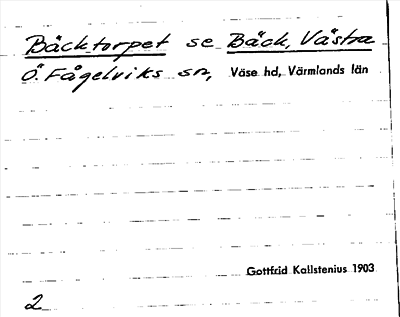 Bäcktorpet se Bäck, Västra
Ö. Fågelviks sn, Väse hd, Värmlands län
Gottfrid Kallstenius 1903
2